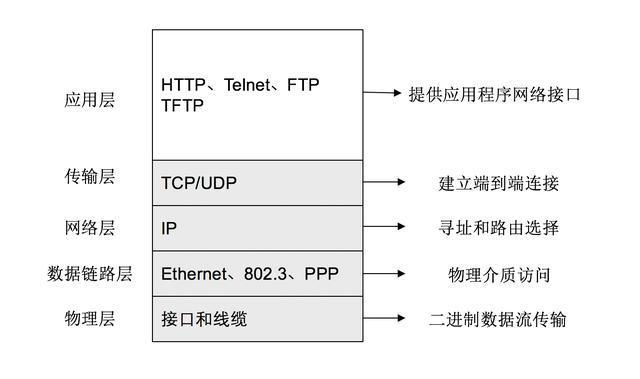 应用层
HTTP、Telnet、FTP
TFTP
提供应用程序网络接口
传输层
TCP/UDP
建立端到端连接
网络层
IP
寻址和路由选择
数据链路层
Ethernet、802.3、PPP
物理介质访问
物理层
接口和线缆
二进制数据流传输